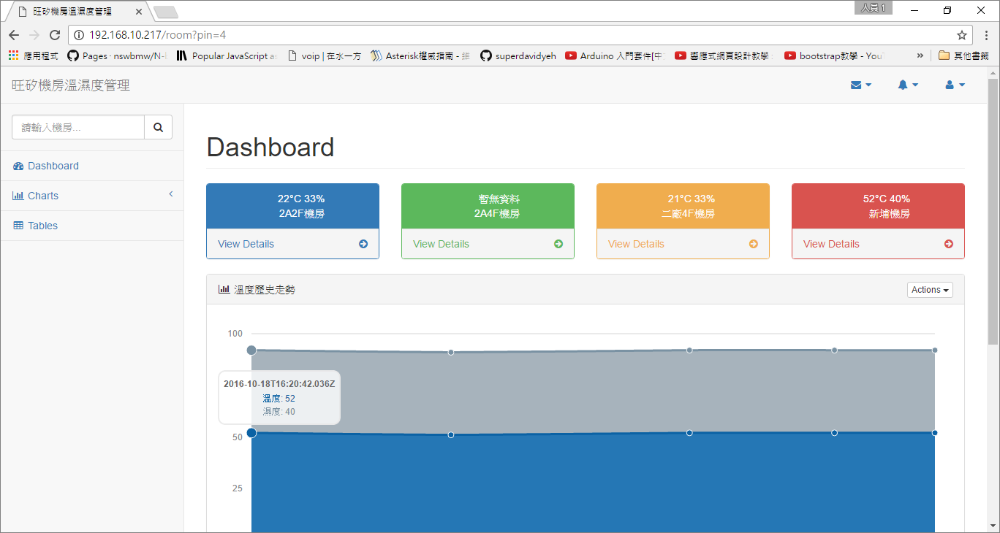 旺矽機房溫濕度管理
人員 1
192.168.10.217/room?pin=4
應用程式
Pages · nswbmw/N-b
Popular JavaScript as
voip | 在水一方
Asterisk權威指南 - 維
superdavidyeh
Arduino 入門套件[中
響應式網頁設計教學
bootstrap教學 - YouT
»
其他書籤
旺矽機房溫濕度管理
請輸入機房...
Dashboard
Charts
Tables
Dashboard
22°C 33%
2A2F機房
View Details
暫無資料
2A4F機房
View Details
21°C 33%
二廠4F機房
View Details
52°C 40%
新埔機房
View Details
溫度歷史走勢
Actions
100
2016-10-18T16:20:42.036Z
溫度: 52
濕度: 40
50
25